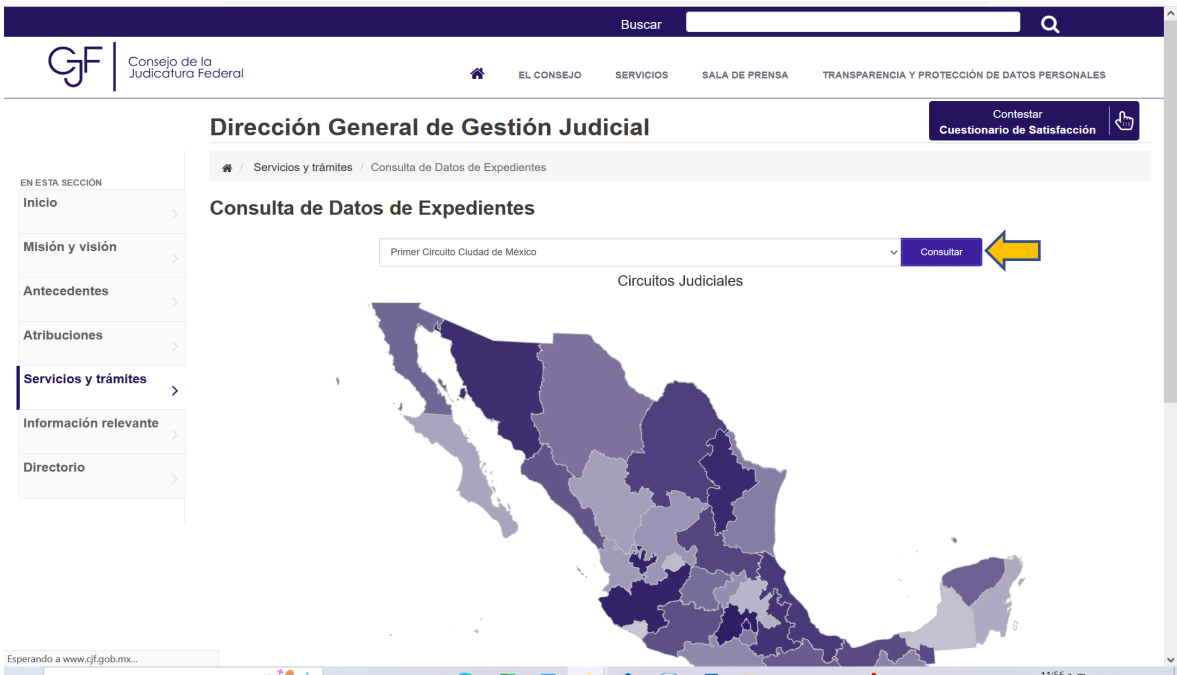 Buscar
CJF
Consejo de la
Judicatura Federal
EL CONSEJO
SERVICIOS
SALA DE PRENSA
TRANSPARENCIA Y PROTECCIÓN DE DATOS PERSONALES
Dirección General de Gestión Judicial
Contestar
Cuestionario de Satisfacción
/ Servicios y trámites / Consulta de Datos de Expedientes
EN ESTA SECCIÓN
Inicio
Misión y visión
Antecedentes
Atribuciones
Servicios y trámites
Información relevante
Directorio
Consulta de Datos de Expedientes
Primer Circuito Ciudad de México
Consultar
Circuitos Judiciales
Esperando a www.cjf.gob.mx...
11:56 a. m.